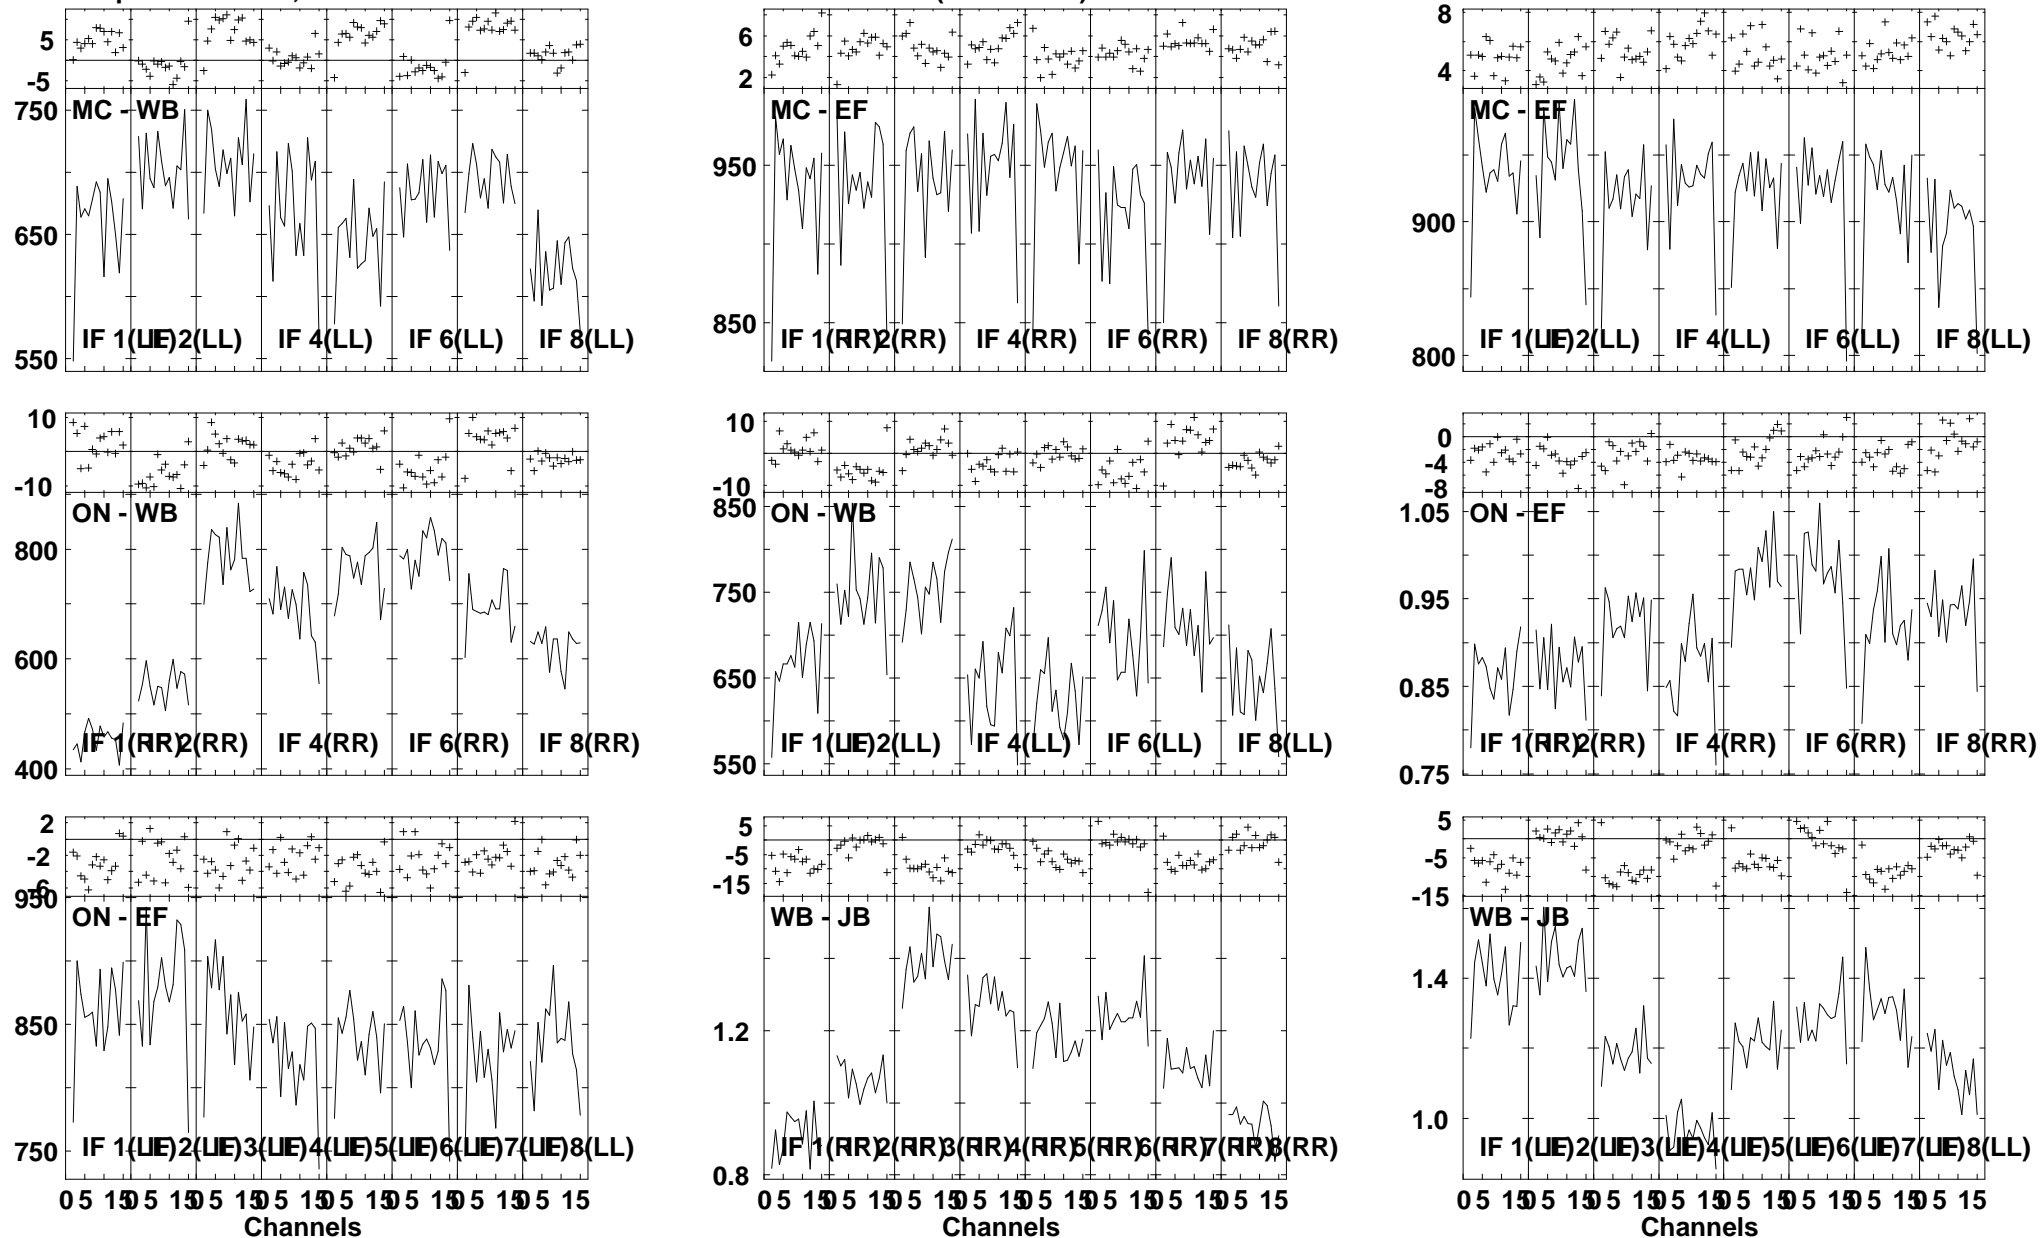 5
-5
750
MC - WB
650
IF 1(LL) IF 2(LL) IF 4(LL) IF 6(LL) IF 8(LL)
550
6
2
MC - EF
950
850
IF 1(RR) IF 2(RR) IF 4(RR) IF 6(RR) IF 8(RR)
8
4
MC - EF
900
IF 1(LL) IF 2(LL) IF 4(LL) IF 6(LL) IF 8(LL)
800
10
-10
ON - WB
800
600
IF 1(RR) IF 2(RR) IF 4(RR) IF 6(RR) IF 8(RR)
400
10
-10
850
ON - WB
750
650
IF 1(LL) IF 2(LL) IF 4(LL) IF 6(LL) IF 8(LL)
550
0
-4
-8
1.05
ON - EF
0.95
0.85
IF 1(RR) IF 2(RR) IF 4(RR) IF 6(RR) IF 8(RR)
0.75
2
-2
-6
950
ON - EF
850
750
IF 1(LL) IF 2(LL) IF 3(LL) IF 4(LL) IF 5(LL) IF 6(LL) IF 7(LL) IF 8(LL)
0 5 15 0 5 15 0 5 15 0 5 15 0 5 15 0 5 15 0 5 15 0 5 15
Channels
5
-5
-15
WB - JB
1.2
IF 1(RR) IF 2(RR) IF 3(RR) IF 4(RR) IF 5(RR) IF 6(RR) IF 7(RR) IF 8(RR)
0.8
0 5 15 0 5 15 0 5 15 0 5 15 0 5 15 0 5 15 0 5 15 0 5 15
Channels
5
-5
-15
WB - JB
1.4
1.0
IF 1(LL) IF 2(LL) IF 3(LL) IF 4(LL) IF 5(LL) IF 6(LL) IF 7(LL) IF 8(LL)
0 5 15 0 5 15 0 5 15 0 5 15 0 5 15 0 5 15 0 5 15 0 5 15
Channels